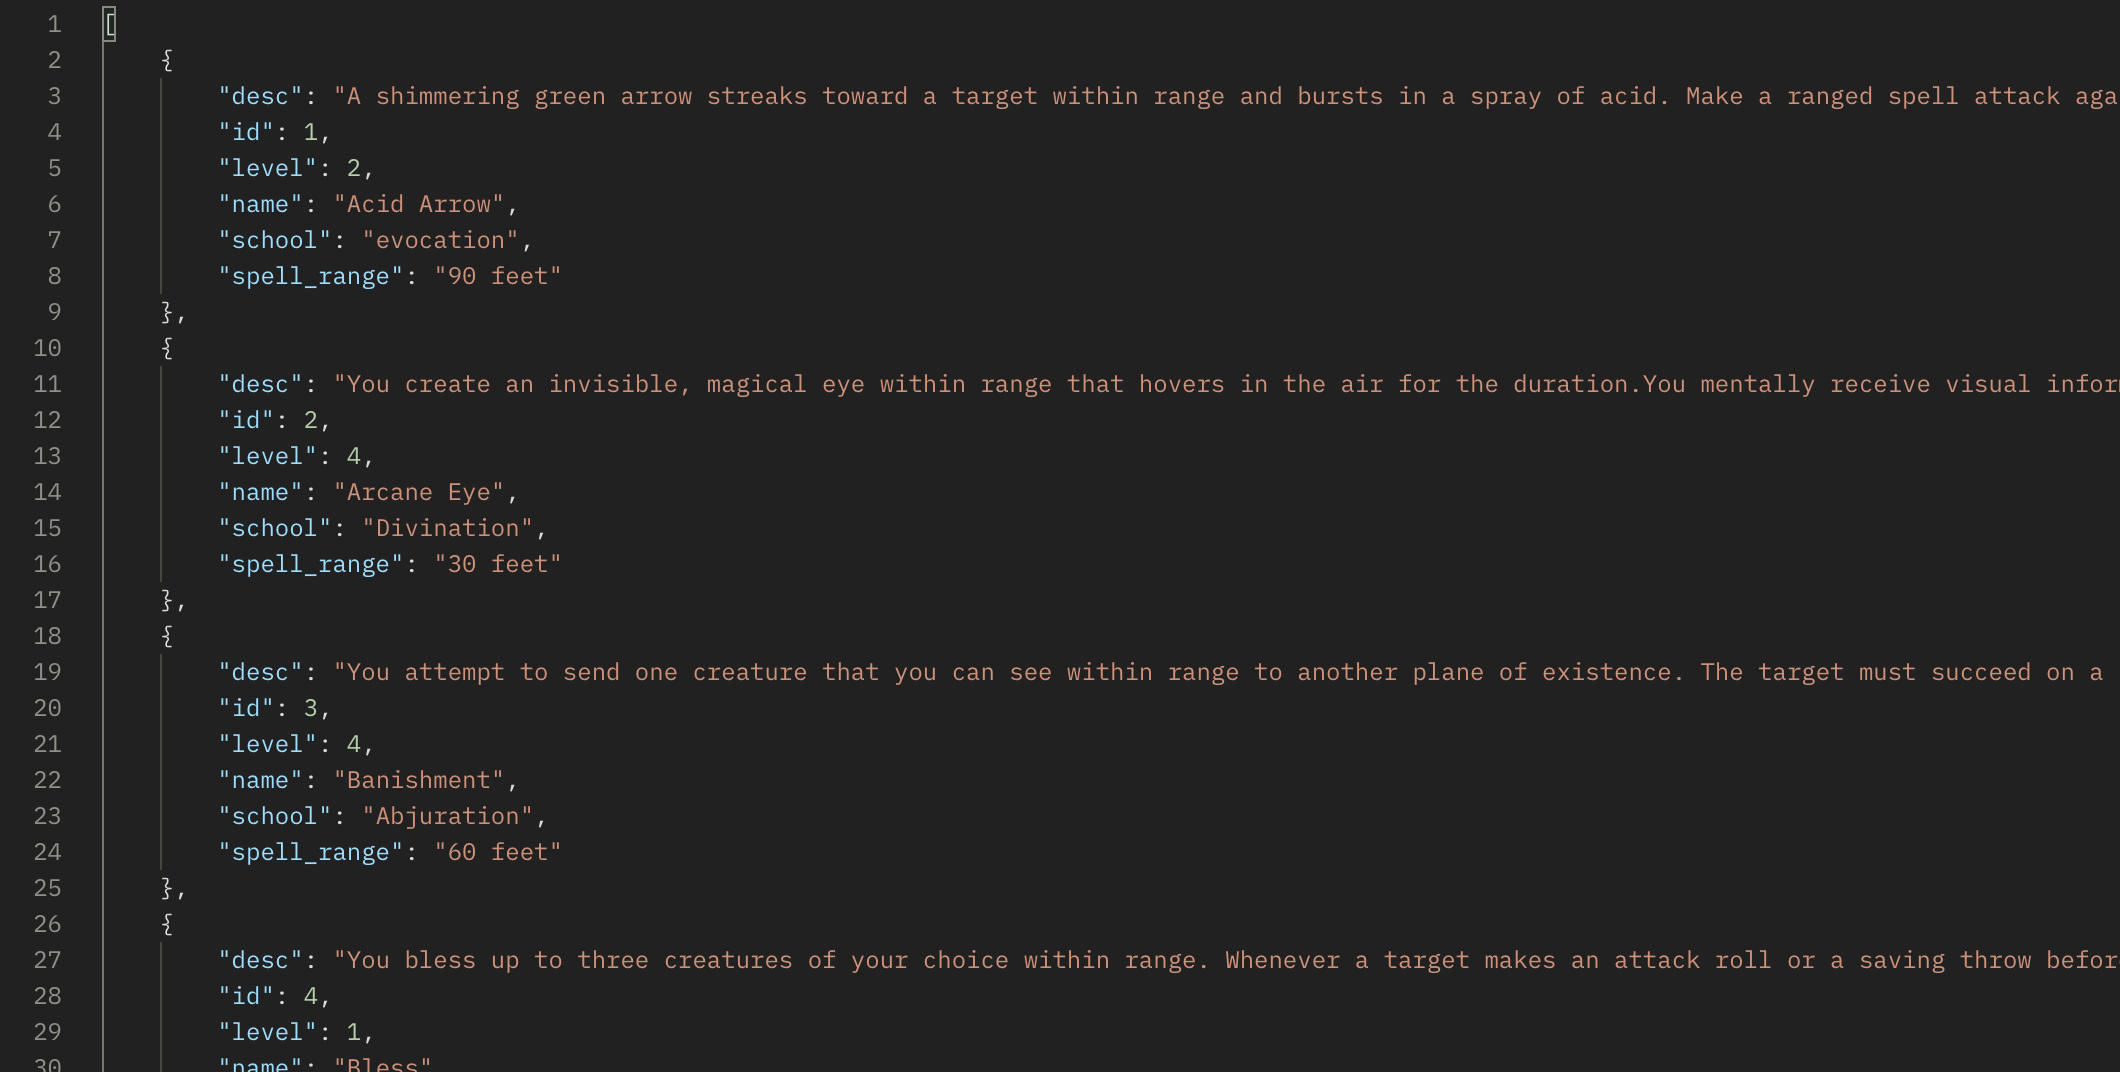 1 [
2 {
3 "desc": "A shimmering green arrow streaks toward a target within range and bursts in a spray of acid. Make a ranged spell attack aga
4 "id": 1,
5 "level": 2,
6 "name": "Acid Arrow",
7 "school": "evocation",
8 "spell_range": "90 feet"
9 },
10 {
11 "desc": "You create an invisible, magical eye within range that hovers in the air for the duration.You mentally receive visual infor
12 "id": 2,
13 "level": 4,
14 "name": "Arcane Eye",
15 "school": "Divination",
16 "spell_range": "30 feet"
17 },
18 {
19 "desc": "You attempt to send one creature that you can see within range to another plane of existence. The target must succeed on a
20 "id": 3,
21 "level": 4,
22 "name": "Banishment",
23 "school": "Abjuration",
24 "spell_range": "60 feet"
25 },
26 {
27 "desc": "You bless up to three creatures of your choice within range. Whenever a target makes an attack roll or a saving throw befor
28 "id": 4,
29 "level": 1,
30 "name": "Bless"